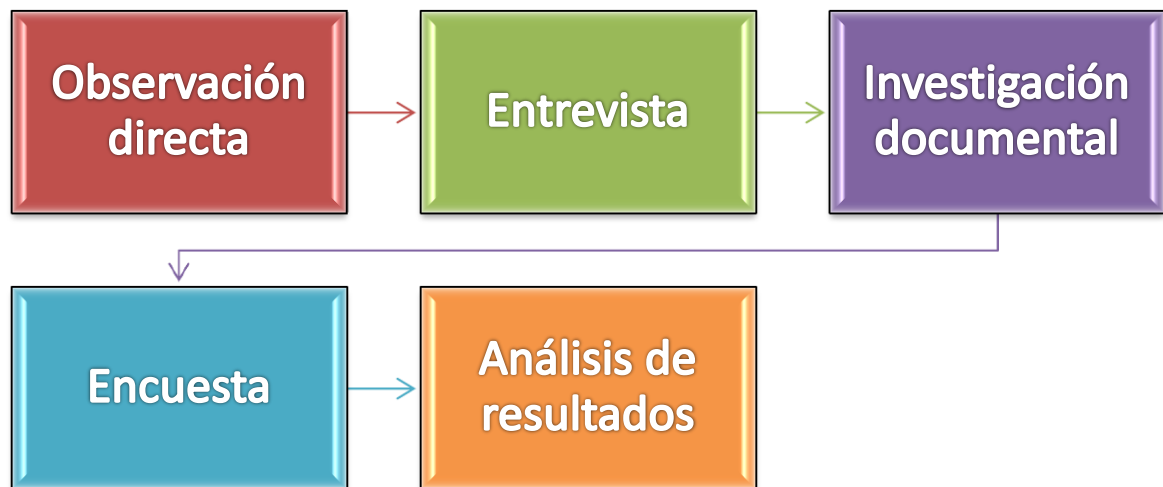 Observación
directa
Entrevista
Investigación
documental
Encuesta
Análisis de
resultados